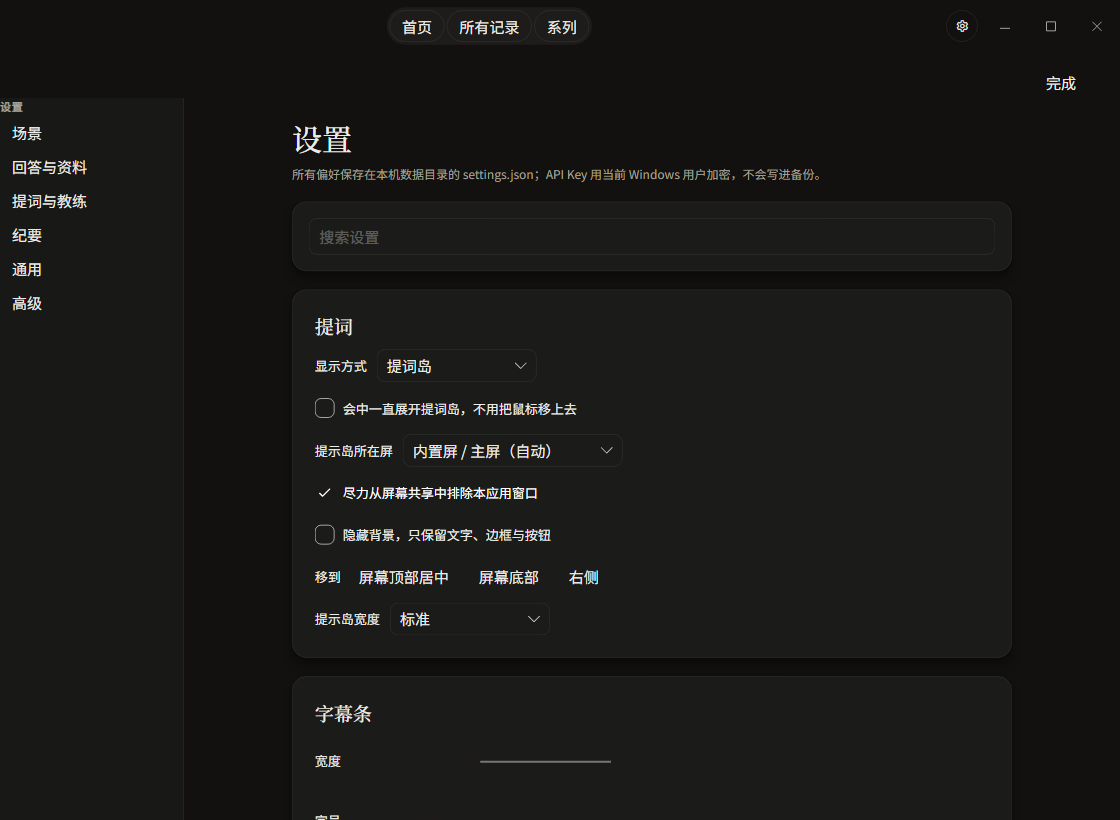 首页 所有记录 系列
完成
设置
场景
回答与资料
提词与教练
纪要
通用
高级
设置
所有偏好保存在本机数据目录的 settings.json；API Key 用当前 Windows 用户加密，不会写进备份。
搜索设置
提词
显示方式 提词岛
会中一直展开提词岛，不用把鼠标移上去
提示岛所在屏 内置屏 / 主屏（自动）
尽力从屏幕共享中排除本应用窗口
隐藏背景，只保留文字、边框与按钮
移到 屏幕顶部居中 屏幕底部 右侧
提示岛宽度 标准
字幕条
宽度